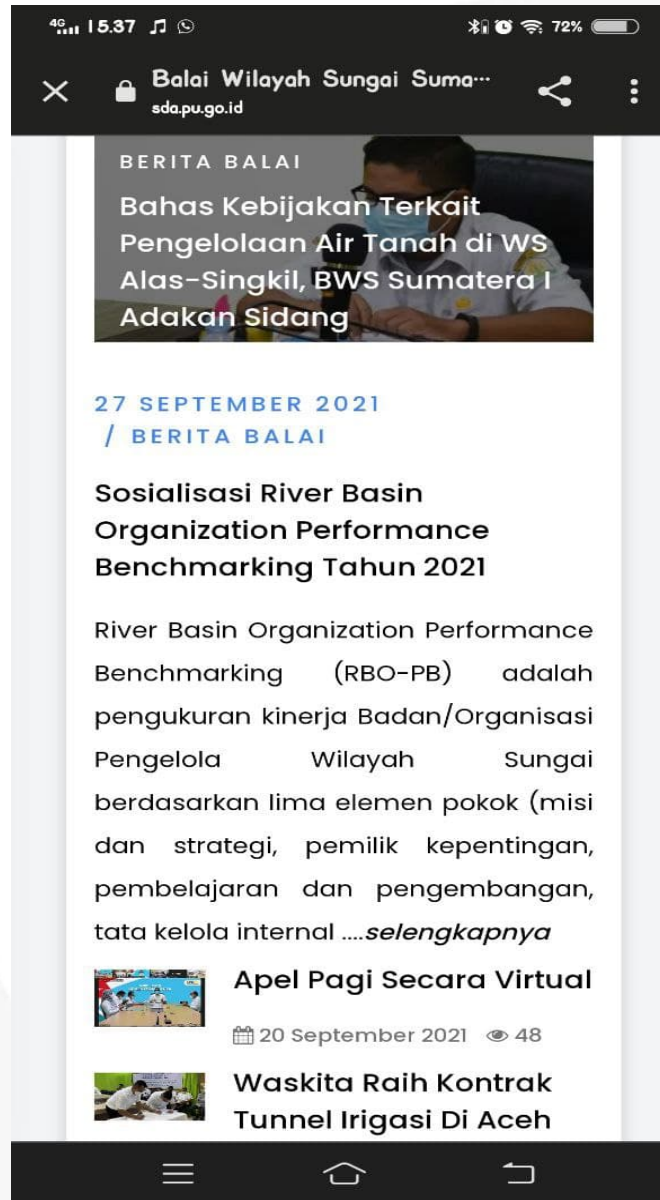 4G 15.37 72%
Balai Wilayah Sungai Suma...
sda.pu.go.id
BERITA BALAI
Bahas Kebijakan Terkait
Pengelolaan Air Tanah di WS
Alas-Singkil, BWS Sumatera I
Adakan Sidang
27 SEPTEMBER 2021
/ BERITA BALAI
Sosialisasi River Basin
Organization Performance
Benchmarking Tahun 2021
River Basin Organization Performance
Benchmarking (RBO-PB) adalah
pengukuran kinerja Badan/Organisasi
Pengelola Wilayah Sungai
berdasarkan lima elemen pokok (misi
dan strategi, pemilik kepentingan,
pembelajaran dan pengembangan,
tata kelola internal ....selengkapnya
Apel Pagi Secara Virtual
20 September 2021 48
Waskita Raih Kontrak
Tunnel Irigasi Di Aceh